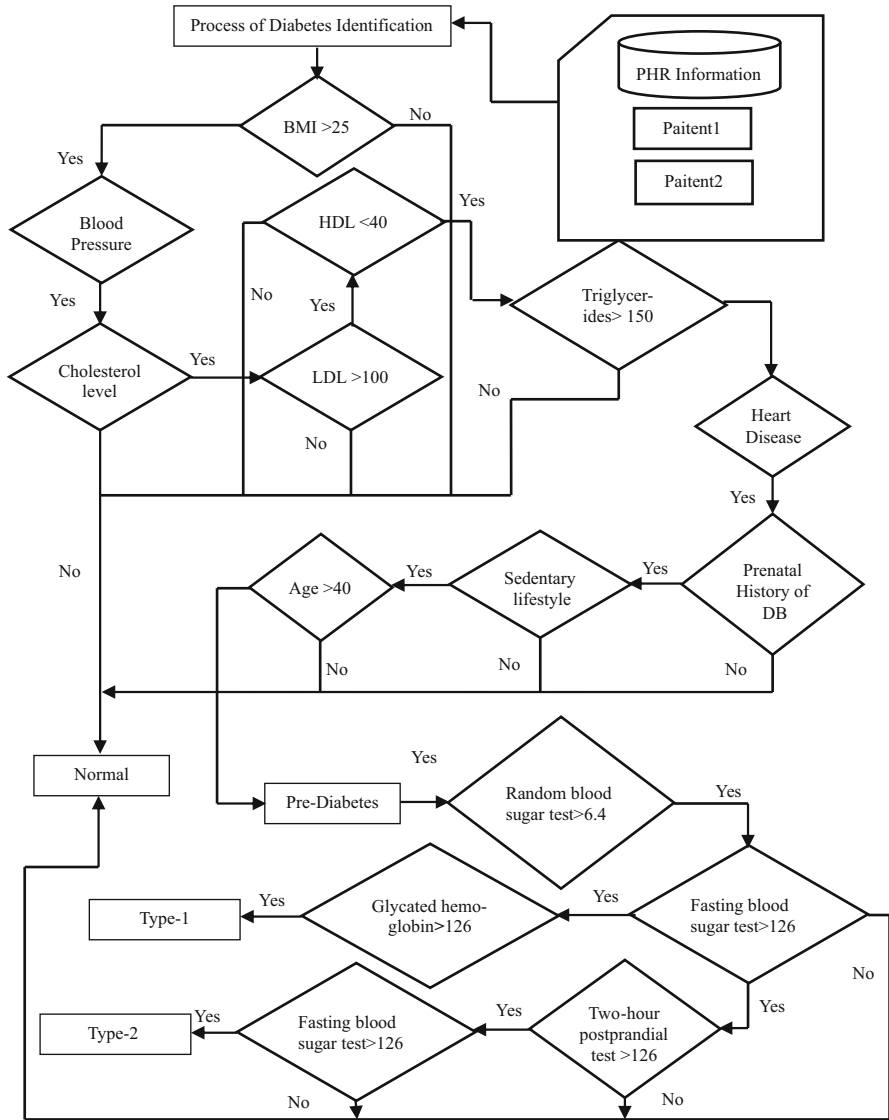 Process of Diabetes Identification
PHR Information
Paitent1
Paitent2
BMI >25
No
Yes
Blood
Pressure
HDL <40
Yes
No
Yes
Yes
Triglycer-
ides> 150
Cholesterol
level
Yes
LDL >100
No
No
Heart
Disease
Yes
No
Age >40
Yes
Sedentary
lifestyle
Yes
Prenatal
History of
DB
No
No
No
Normal
Yes
Pre-Diabetes
Random blood
sugar test>6.4
Yes
Type-1
Yes
Glycated hemo-
globin>126
Yes
Fasting blood
sugar test>126
No
Yes
Type-2
Yes
Fasting blood
sugar test>126
Yes
Two-hour
postprandial
test >126
No
No